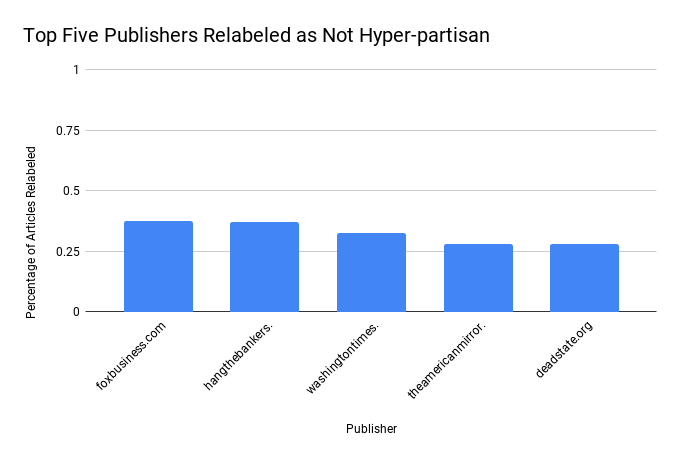 Top Five Publishers Relabeled as Not Hyper-partisan
Percentage of Articles Relabeled
1
0.75
0.5
0.25
0
foxbusiness.com
hangthebankers.
washingtontimes.
theamericanmirror.
deadstate.org
Publisher